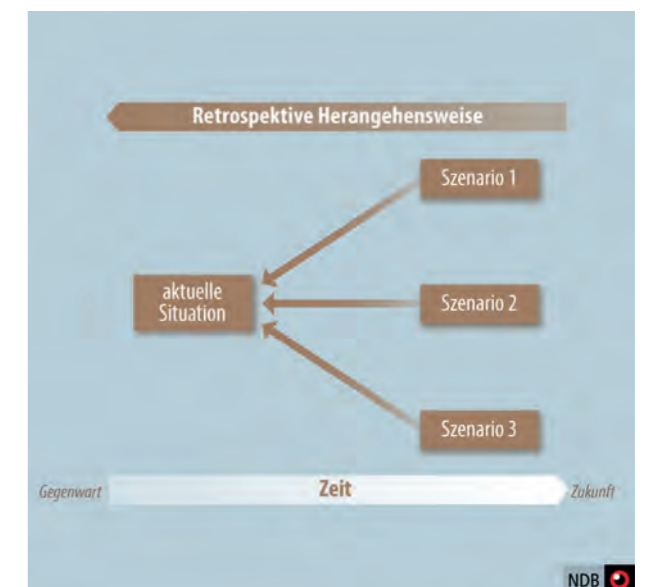 Retrospektive Herangehensweise
Szenario 1
aktuelle
Situation
Szenario 2
Szenario 3
Gegenwart
Zeit
Zukunft
NDB